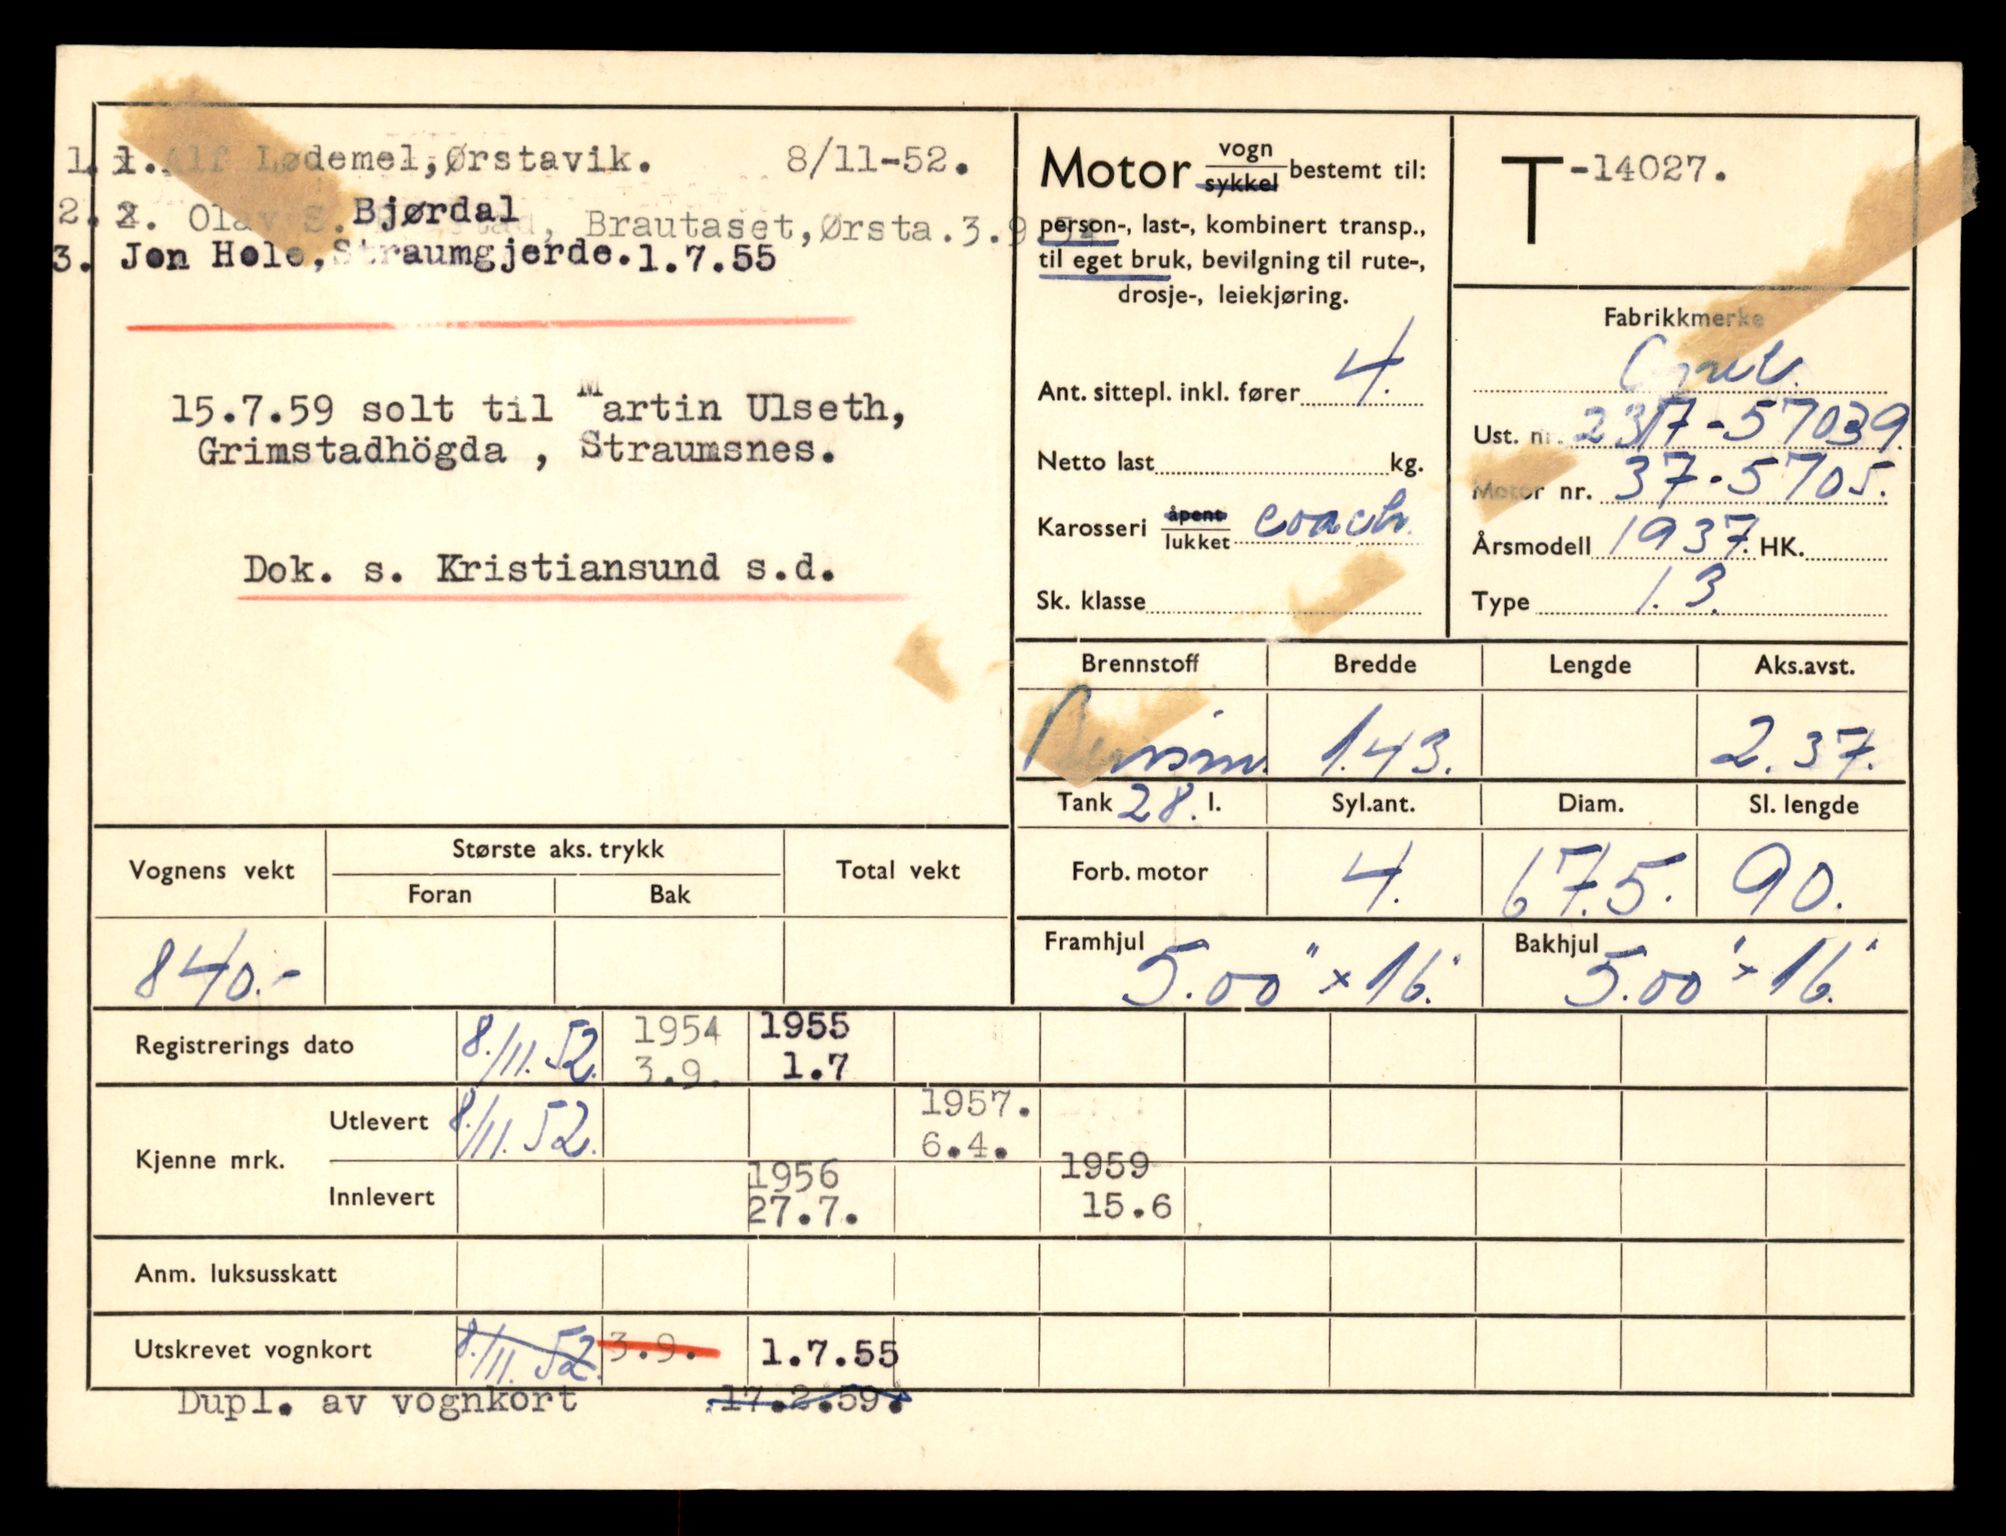 1. 1. Alf Lødemel, Ørstavik. 8/11-52.
2. 2. Olav S. Bjørdal, Brautaset, Ørsta. 3.9.54
3. Jon Hole, Straumgjerde. 1.7.55
15.7.59 solt til Martin Ulseth,
Grimstadhögda , Straumsnes.
Dok. s. Kristiansund s.d.
Motor vogn sykkel bestemt til:
person-, last-, kombinert transp.,
til eget bruk, bevilgning til rute-,
drosje-, leiekjøring.
Ant. sittepl. inkl. fører 4.
Netto last kg.
Karosseri åpent lukket coach.
Sk. klasse
T-14027.
Fabrikkmerke
Opel.
Ust. nr. 2317-57039
Motor nr. 37-5705.
Årsmodell 1937. HK.
Type 1.3.
Brennstoff Bredde Lengde Aks.avst.
Bensin. 1.43. 2.37.
Tank 28. l. Syl.ant. Diam. Sl. lengde
Forb. motor 4. 67.5. 90.
Framhjul 5.00" x 16." Bakhjul 5.00" x 16."
Vognens vekt Største aks. trykk Total vekt
Foran Bak
840.-
Registrerings dato 8./11.52. 1954 3.9. 1955 1.7
Kjenne mrk.
Utlevert 8./11.52. 1957. 6.4.
Innlevert 1956 27.7. 1959 15.6
Anm. luksusskatt
Utskrevet vognkort 8./11.52. 3.9. 1.7.55
Dupl. av vognkort 17.2.59.